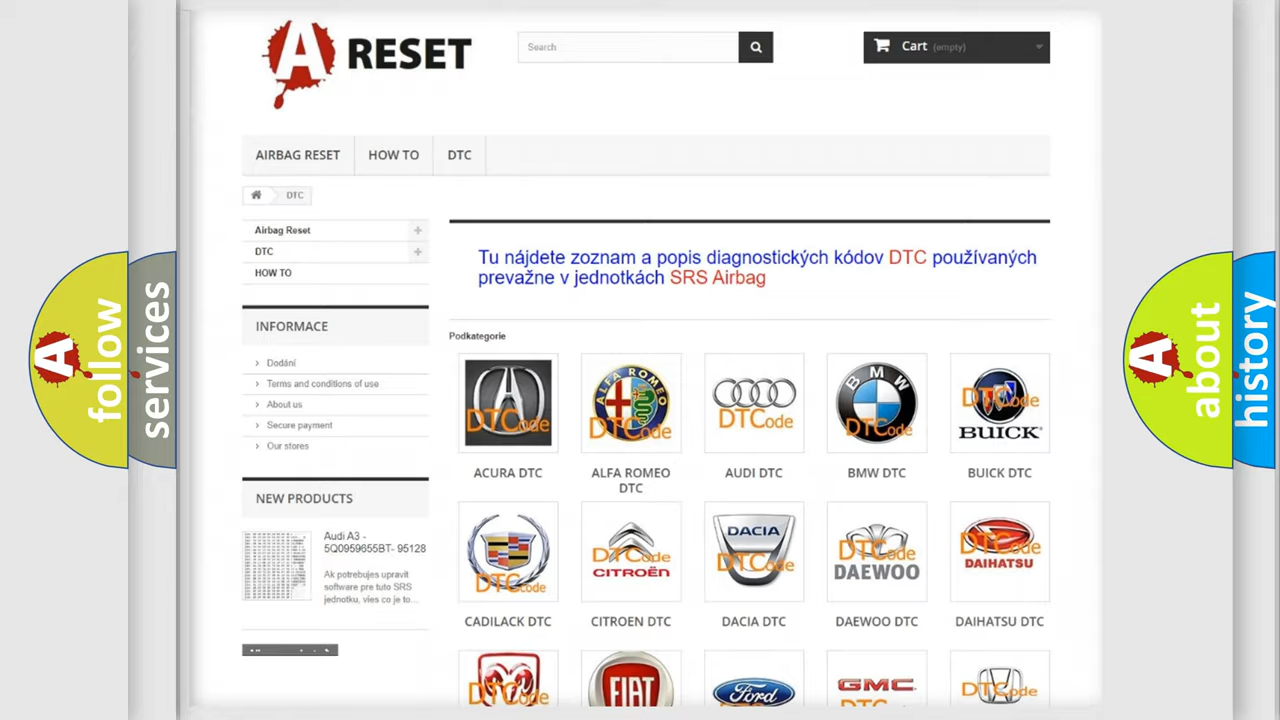 A RESET
Search
Cart (empty)
AIRBAG RESET
HOW TO
DTC
DTC
Airbag Reset
DTC
HOW TO
INFORMACE
Dodání
Terms and conditions of use
About us
Secure payment
Our stores
NEW PRODUCTS
Audi A3 -
5Q0959655BT- 95128
Ak potrebujes upravit
software pre tuto SRS
jednotku, vies co je to...
Tu nájdete zoznam a popis diagnostických kódov DTC používaných
prevažne v jednotkách SRS Airbag
Podkategorie
DTCode
ALFA ROMEO
DTCode
DTCode
BMW
DTCode
DTCode
BUICK
ACURA DTC
ALFA ROMEO
DTC
AUDI DTC
BMW DTC
BUICK DTC
DTCode
DTCode
CITROËN
DACIA
DTCode
DTCode
DAEWOO
DTCode
DAIHATSU
CADILACK DTC
CITROEN DTC
DACIA DTC
DAEWOO DTC
DAIHATSU DTC
DTCode
FIAT
Ford
GMC
DTCode
A
follow
services
A
about
history